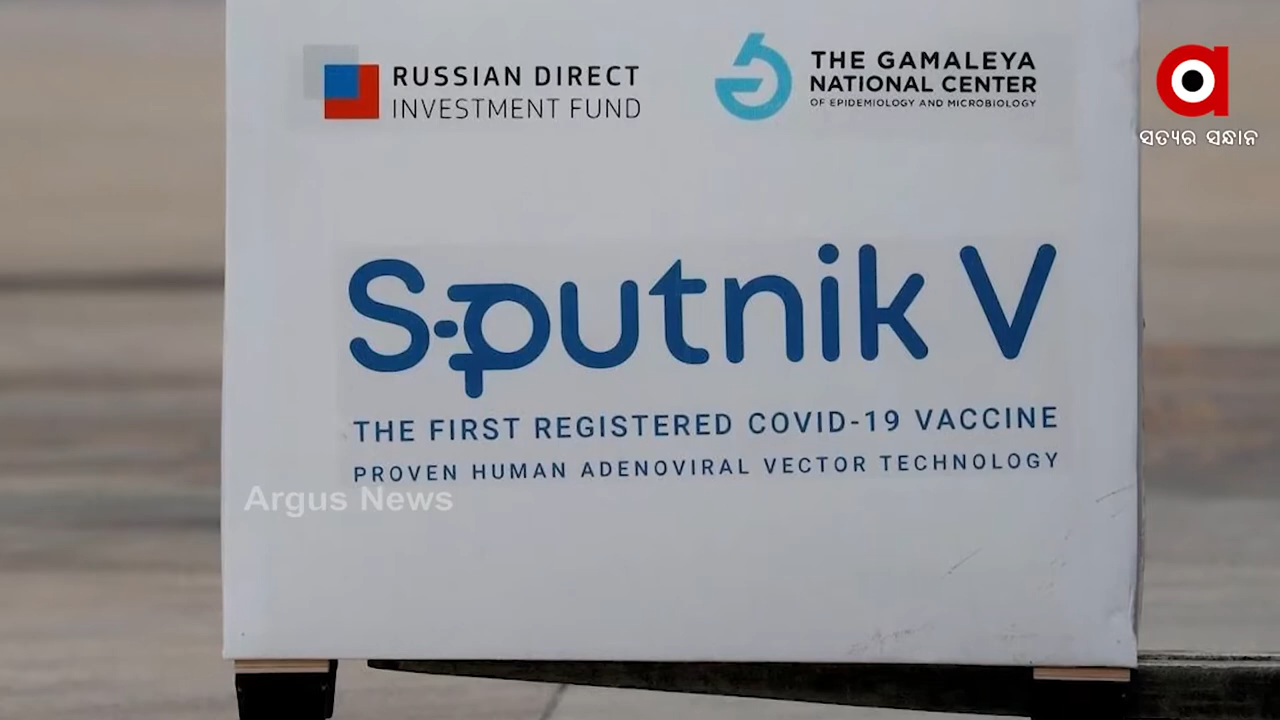 RUSSIAN DIRECT
INVESTMENT FUND
THE GAMALEYA
NATIONAL CENTER
OF EPIDEMIOLOGY AND MICROBIOLOGY
ସତ୍ୟର ସନ୍ଧାନ
Sputnik V
THE FIRST REGISTERED COVID-19 VACCINE
PROVEN HUMAN ADENOVIRAL VECTOR TECHNOLOGY
Argus News